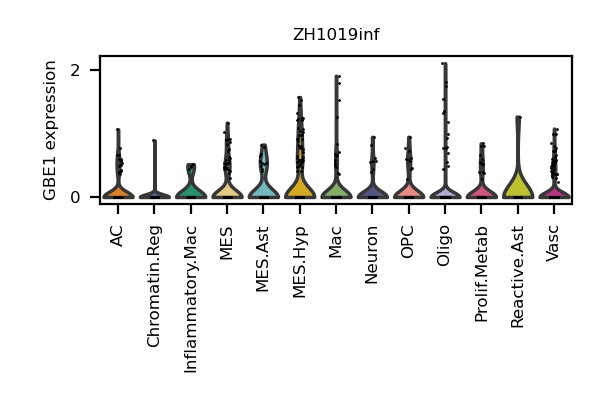 ZH1019inf
GBE1 expression
2
0
AC
Chromatin.Reg
Inflammatory.Mac
MES
MES.Ast
MES.Hyp
Mac
Neuron
OPC
Oligo
Prolif.Metab
Reactive.Ast
Vasc